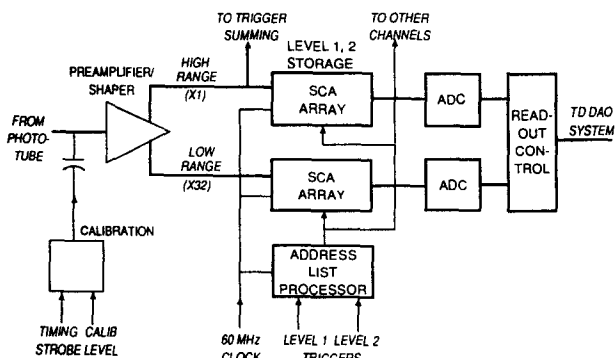 TO TRIGGER
SUMMING
TO OTHER
CHANNELS
LEVEL 1, 2
STORAGE
HIGH
RANGE
(X1)
PREAMPLIFIER/
SHAPER
SCA
ARRAY
ADC
READ-
OUT
CON-
TROL
TD DAO
SYSTEM
FROM
PHOTO-
TUBE
LOW
RANGE
(X32)
SCA
ARRAY
ADC
CALIBRATION
ADDRESS
LIST
PROCESSOR
TIMING
STROBE
CALIB
LEVEL
60 MHz
CLOCK
LEVEL 1 LEVEL 2
TRIGGERS